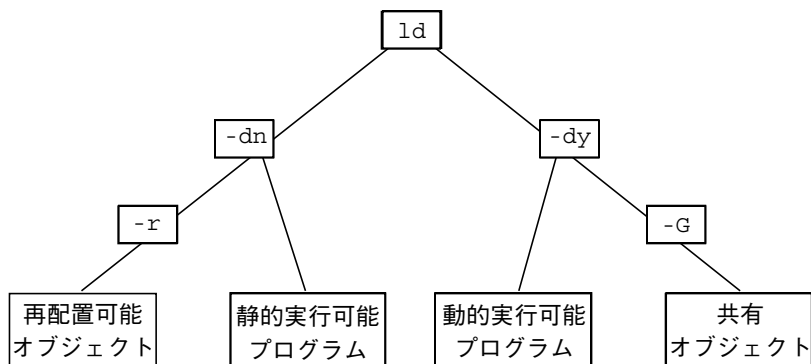 ld
-dn
-dy
-r
-G
再配置可能
オブジェクト
静的実行可能
プログラム
動的実行可能
プログラム
共有
オブジェクト